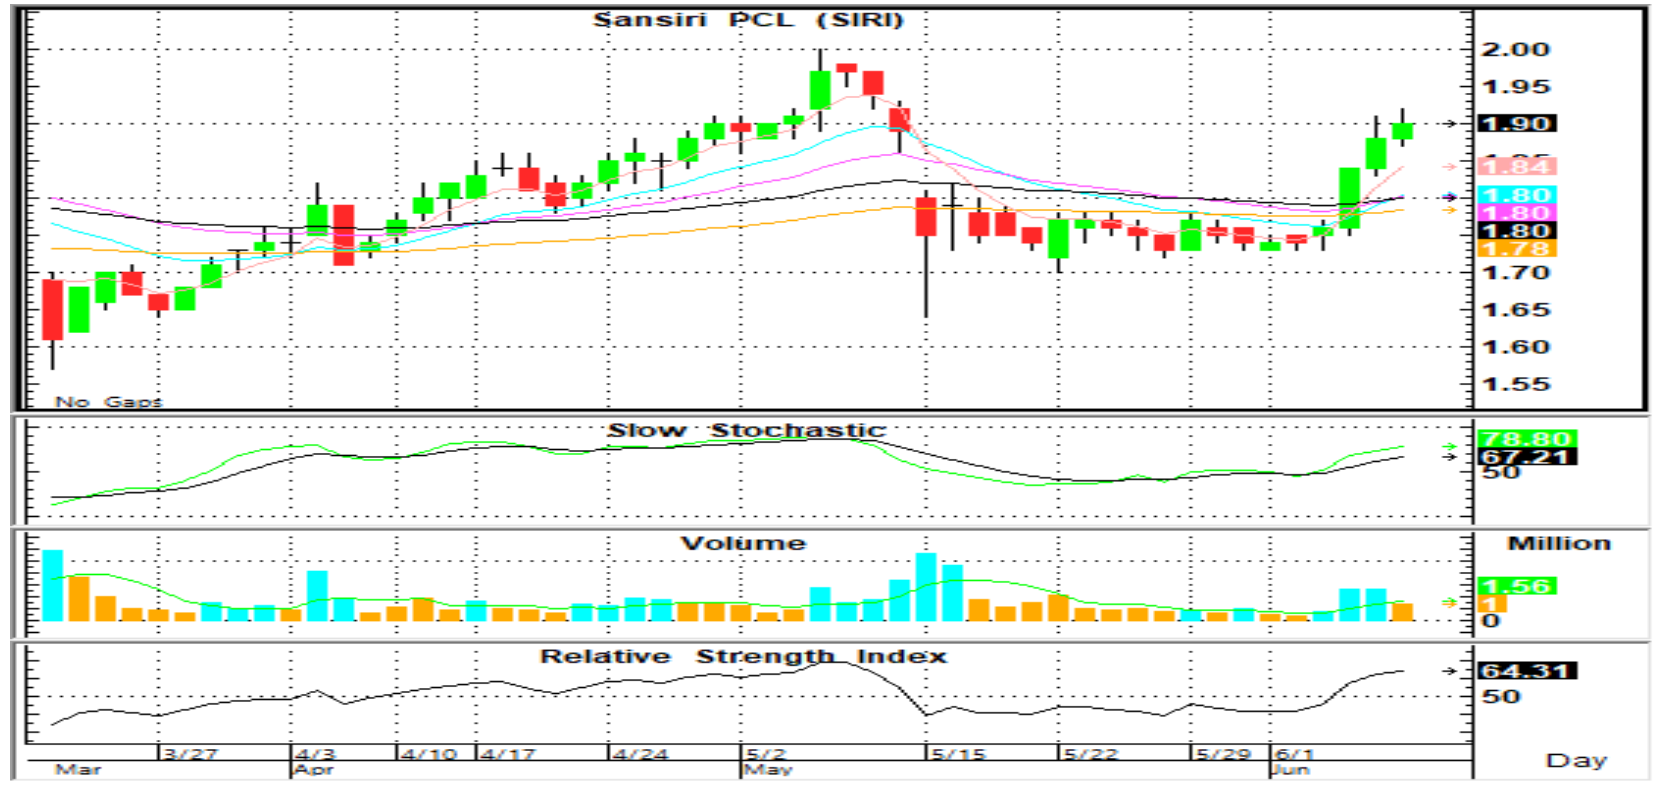 Sansiri PCL (SIRI)
2.00
1.95
1.90
1.84
1.80
1.80
1.80
1.78
1.70
1.65
1.60
1.55
No Gaps
Slow Stochastic
78.80
67.21
50
Volume
Million
1.56
1
0
Relative Strength Index
64.31
50
3/27 4/3 4/10 4/17 4/24 5/2 5/15 5/22 5/29 6/1
Mar Apr May Jun
Day